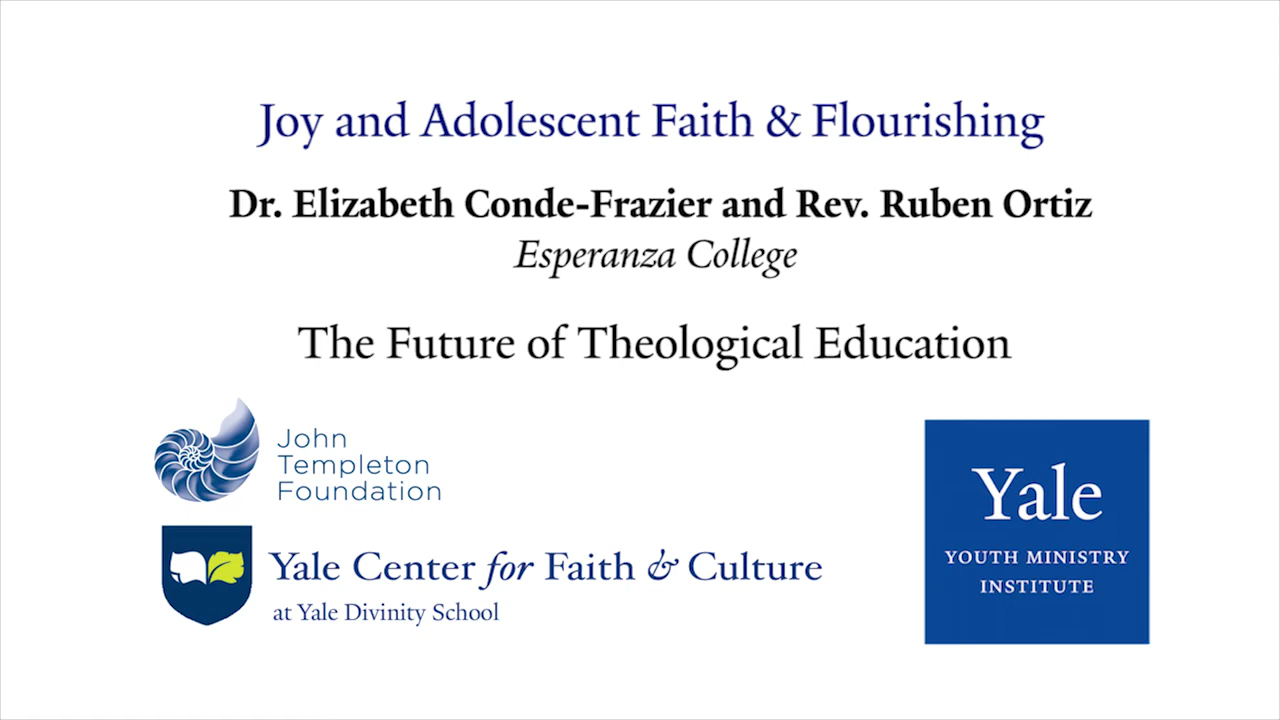 Joy and Adolescent Faith & Flourishing
Dr. Elizabeth Conde-Frazier and Rev. Ruben Ortiz
Esperanza College
The Future of Theological Education
John
Templeton
Foundation
Yale Center for Faith & Culture
at Yale Divinity School
Yale
YOUTH MINISTRY
INSTITUTE